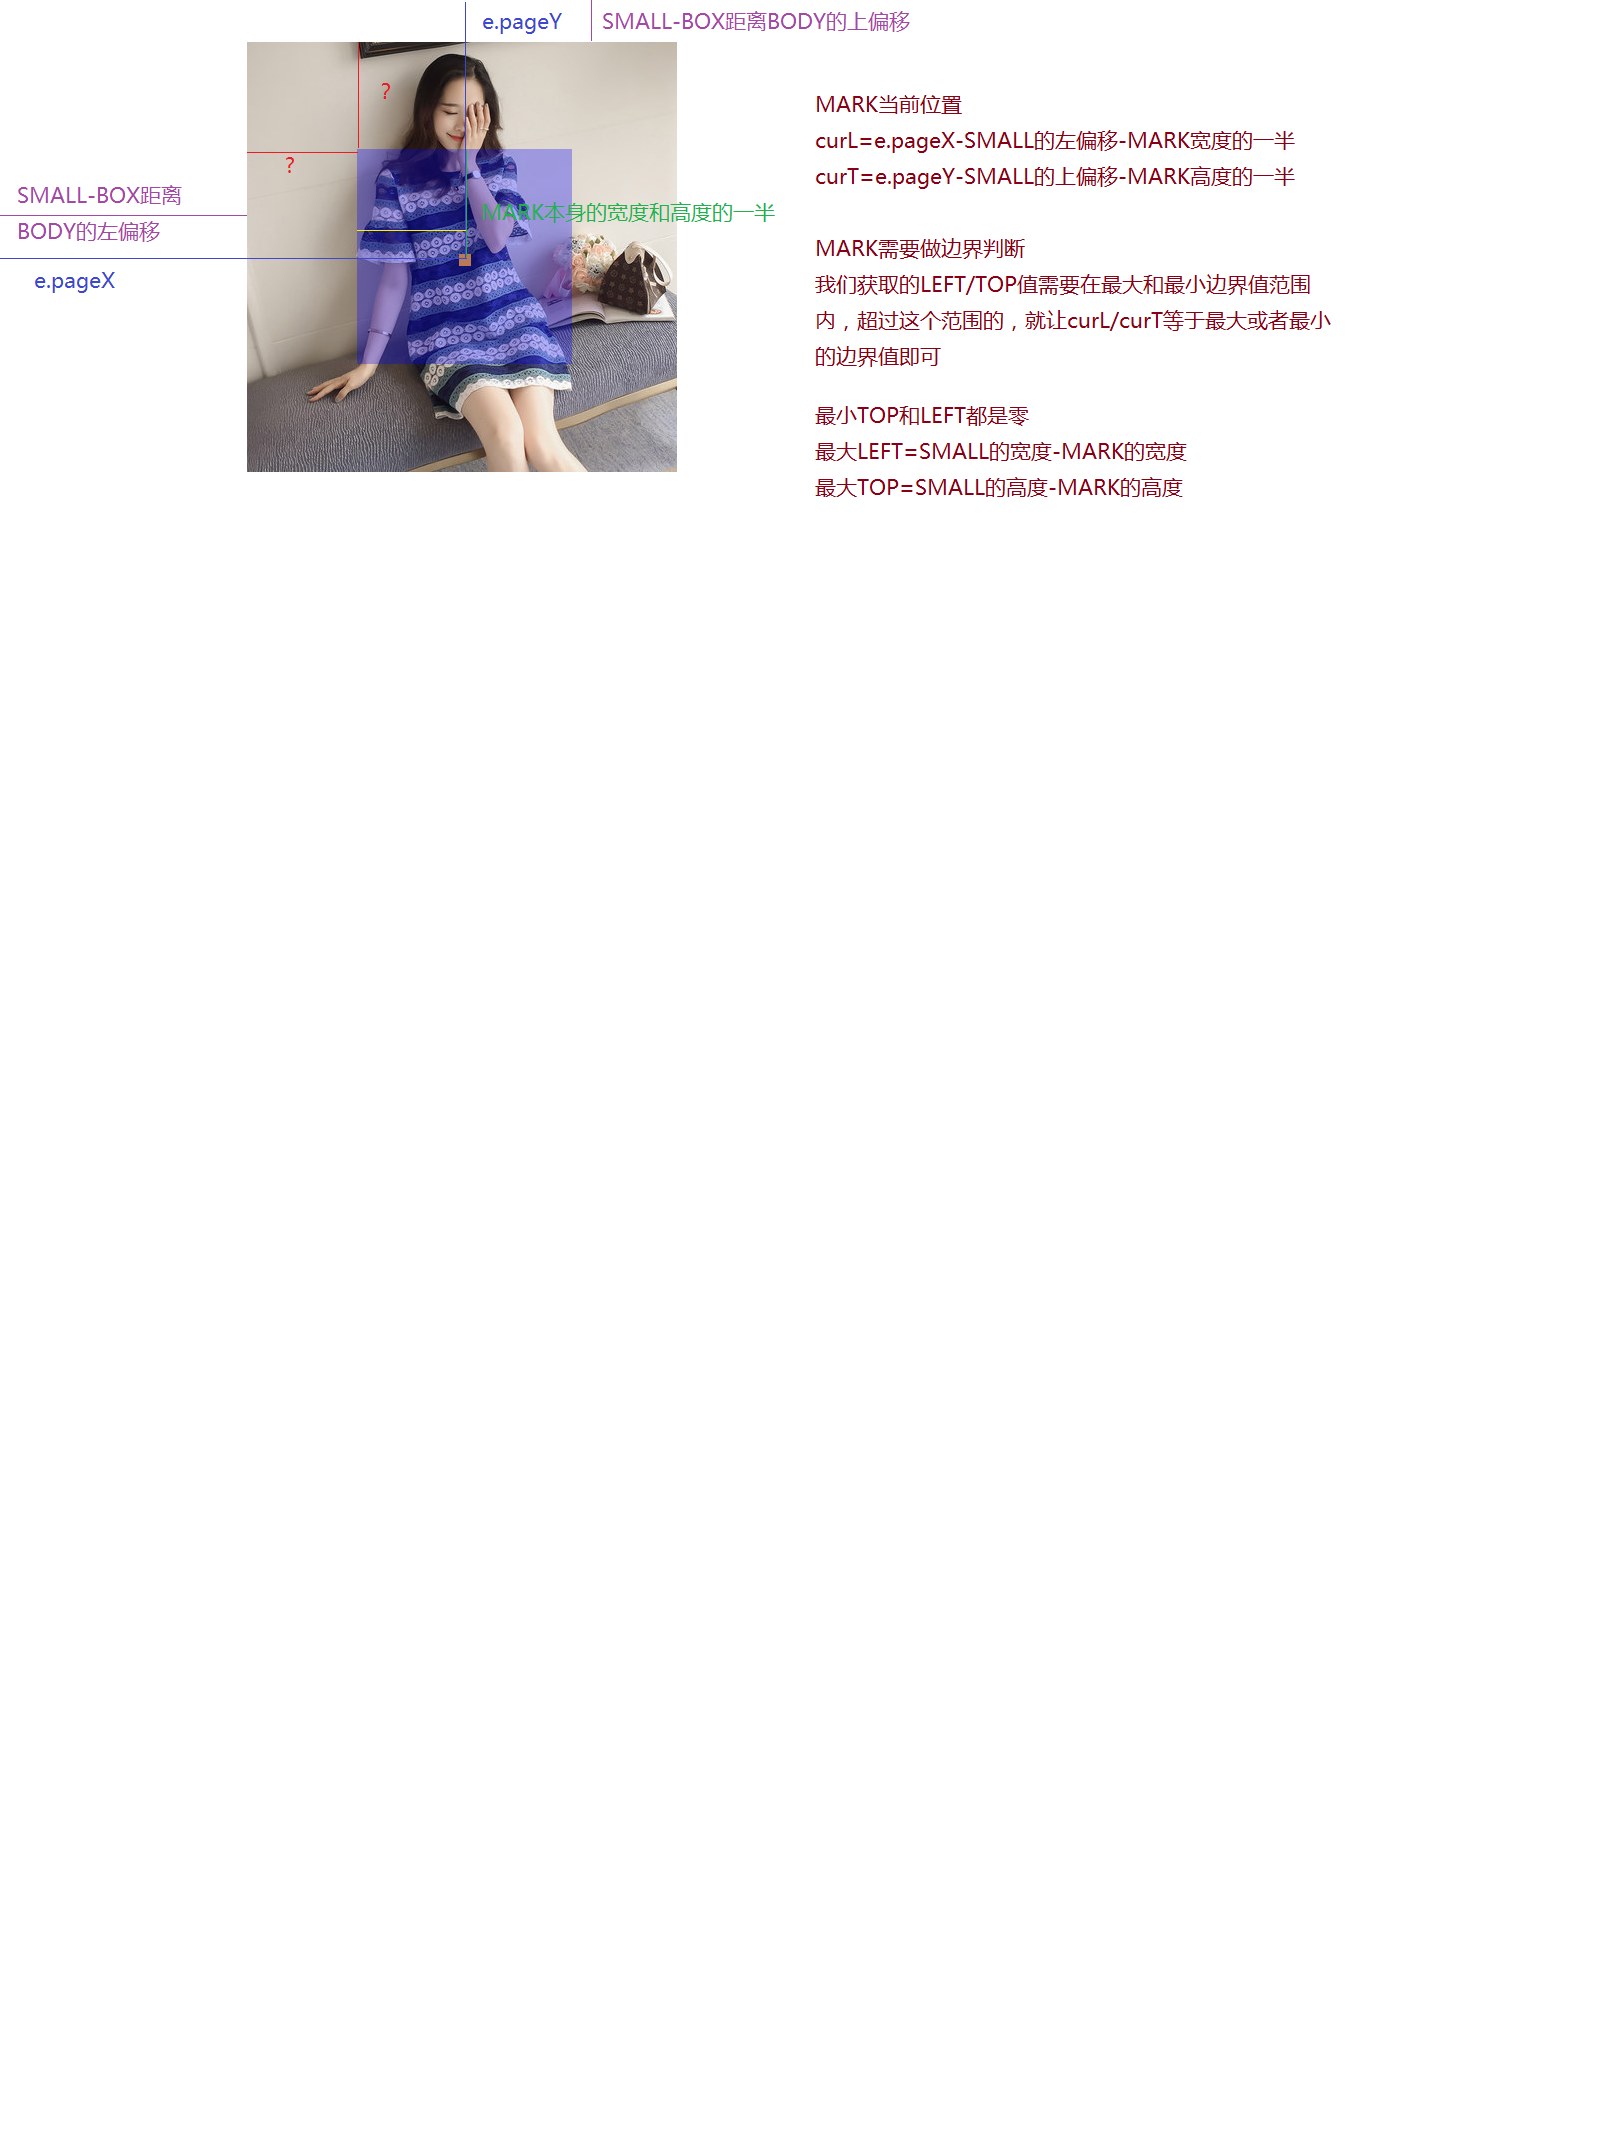 e.pageY
SMALL-BOX距离BODY的上偏移
?
?
SMALL-BOX距离
BODY的左偏移
e.pageX
MARK本身的宽度和高度的一半
MARK当前位置
curL=e.pageX-SMALL的左偏移-MARK宽度的一半
curT=e.pageY-SMALL的上偏移-MARK高度的一半
MARK需要做边界判断
我们获取的LEFT/TOP值需要在最大和最小边界值范围
内，超过这个范围的，就让curL/curT等于最大或者最小
的边界值即可
最小TOP和LEFT都是零
最大LEFT=SMALL的宽度-MARK的宽度
最大TOP=SMALL的高度-MARK的高度